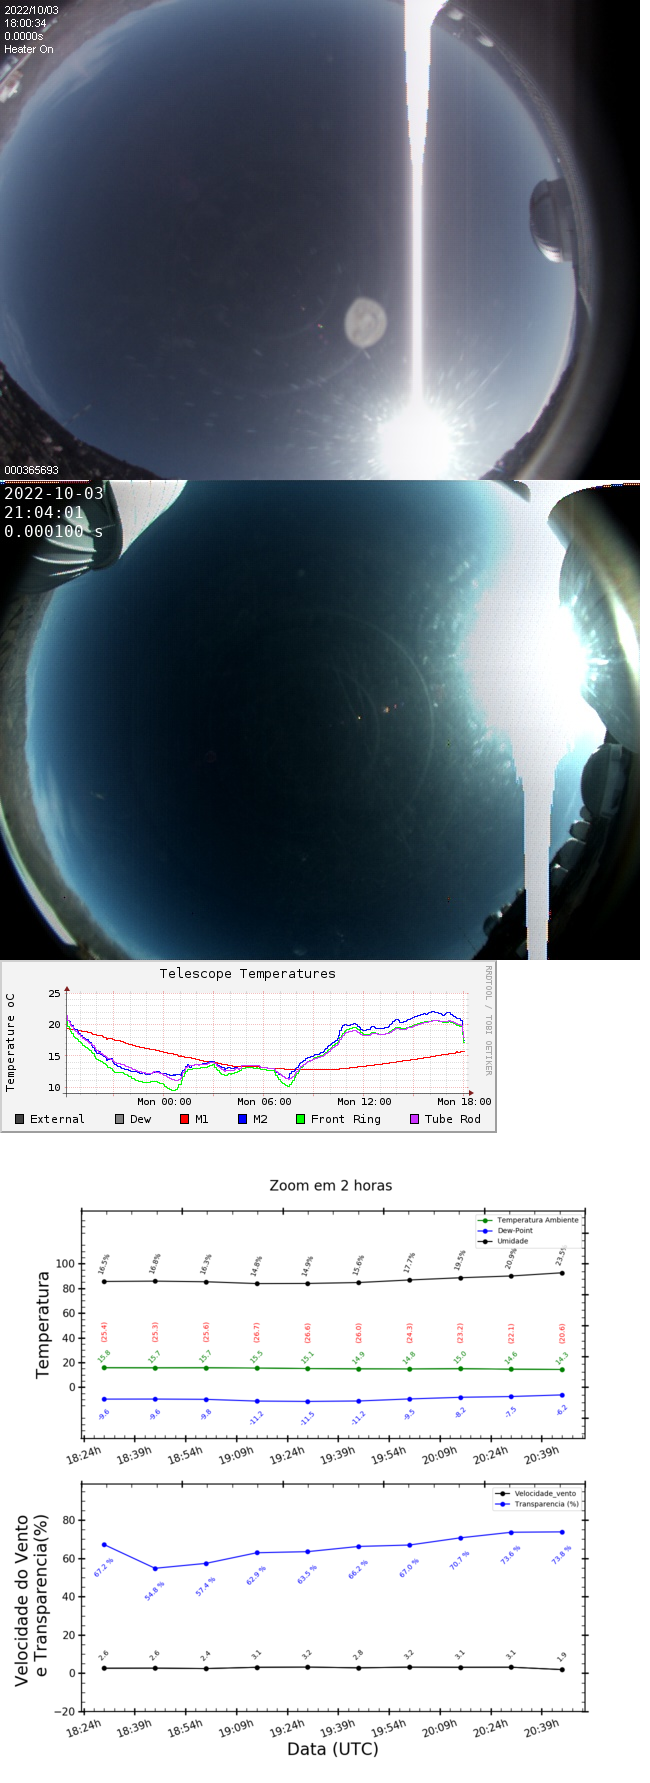 2022/10/03
18:00:34
0.0000s
Heater On
000365693
2022-10-03
21:04:01
0.000100 s
Telescope Temperatures
RRDTOOL / TOBI OETIKER
Temperature oC
25
20
15
10
Mon 00:00 Mon 06:00 Mon 12:00 Mon 18:00
External Dew M1 M2 Front Ring Tube Rod
Zoom em 2 horas
Temperatura Ambiente
Dew-Point
Umidade
Temperatura
100
80
60
40
20
0
16.5% 16.8% 16.3% 14.8% 14.9% 15.6% 17.7% 19.5% 20.9% 23.5%
(25.4) (25.3) (25.6) (26.7) (26.6) (26.0) (24.3) (23.2) (22.1) (20.6)
15.8 15.7 15.7 15.5 15.1 14.9 14.8 15.0 14.6 14.3
-9.6 -9.6 -9.8 -11.2 -11.5 -11.2 -9.5 -8.2 -7.5 -6.2
18:24h 18:39h 18:54h 19:09h 19:24h 19:39h 19:54h 20:09h 20:24h 20:39h
Velocidade_vento
Transparencia (%)
Velocidade do Vento
e Transparencia(%)
80
60
40
20
0
−20
67.2 % 54.8 % 57.4 % 62.9 % 63.5 % 66.2 % 67.0 % 70.7 % 73.6 % 73.8 %
2.6 2.6 2.4 3.1 3.2 2.8 3.2 3.1 3.1 1.9
18:24h 18:39h 18:54h 19:09h 19:24h 19:39h 19:54h 20:09h 20:24h 20:39h
Data (UTC)